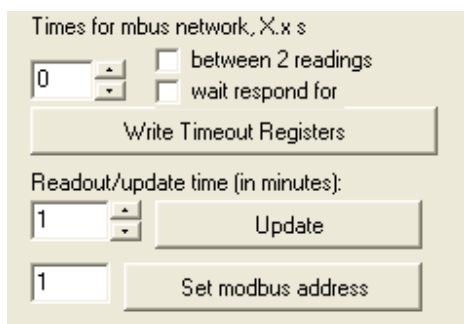 Times for mbus network, X.x s
0
between 2 readings
wait respond for
Write Timeout Registers
Readout/update time (in minutes):
1 Update
1 Set modbus address